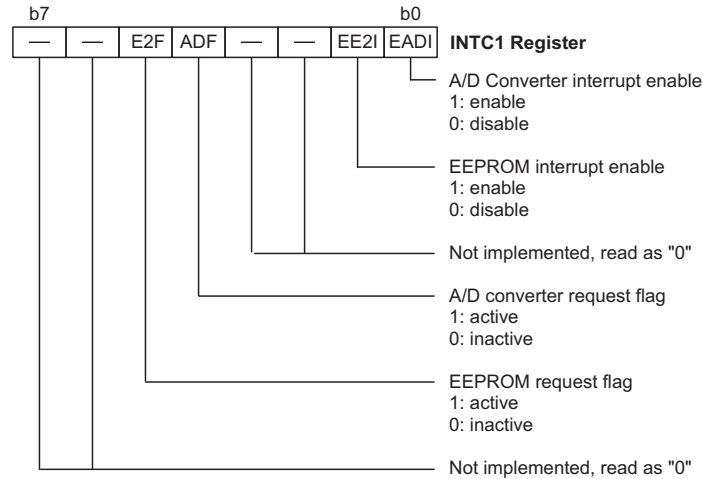 b7 b0
— — E2F ADF — — EE2I EADI INTC1 Register
A/D Converter interrupt enable
1: enable
0: disable
EEPROM interrupt enable
1: enable
0: disable
Not implemented, read as "0"
A/D converter request flag
1: active
0: inactive
EEPROM request flag
1: active
0: inactive
Not implemented, read as "0"